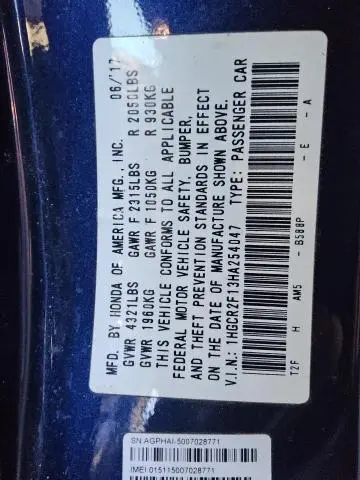 MFD. BY HONDA OF AMERICA MFG., INC. 06/17
GVWR 4321LBS GAWR F 2315LBS R 2050LBS
GVWR 1960KG GAWR F 1050KG R 930KG
THIS VEHICLE CONFORMS TO ALL APPLICABLE
FEDERAL MOTOR VEHICLE SAFETY, BUMPER,
AND THEFT PREVENTION STANDARDS IN EFFECT
ON THE DATE OF MANUFACTURE SHOWN ABOVE.
V.I.N.: 1HGCR2F13HA254047 TYPE: PASSENGER CAR
T2F H AM5 - B588P - E - A
SN:AGPHAI-5007028771
IMEI 015115007028771